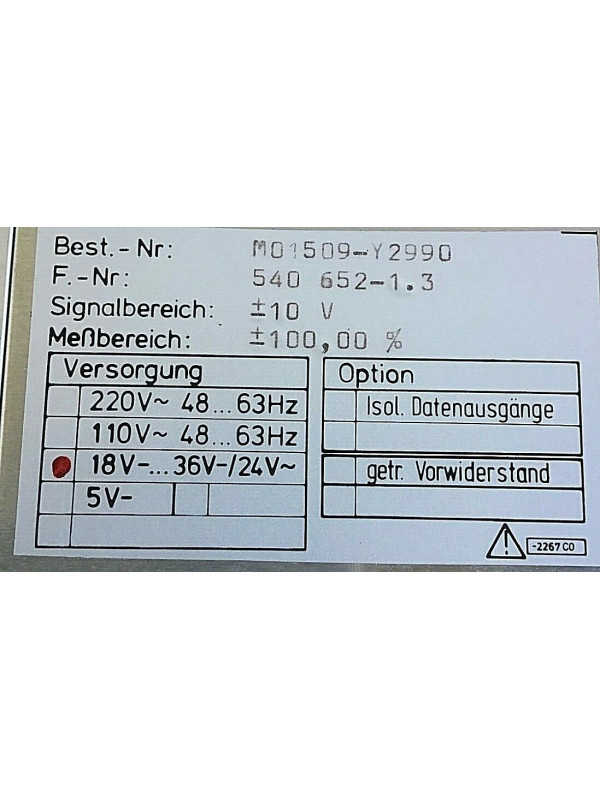 Best.-Nr: M01509-Y2990
F.-Nr: 540 652-1.3
Signalbereich: ±10 V
Meßbereich: ±100,00 %
Versorgung
220V~ 48...63Hz
110V~ 48...63Hz
18V-...36V-/24V~
5V-
Option
Isol. Datenausgänge
getr. Vorwiderstand
-2267 CO